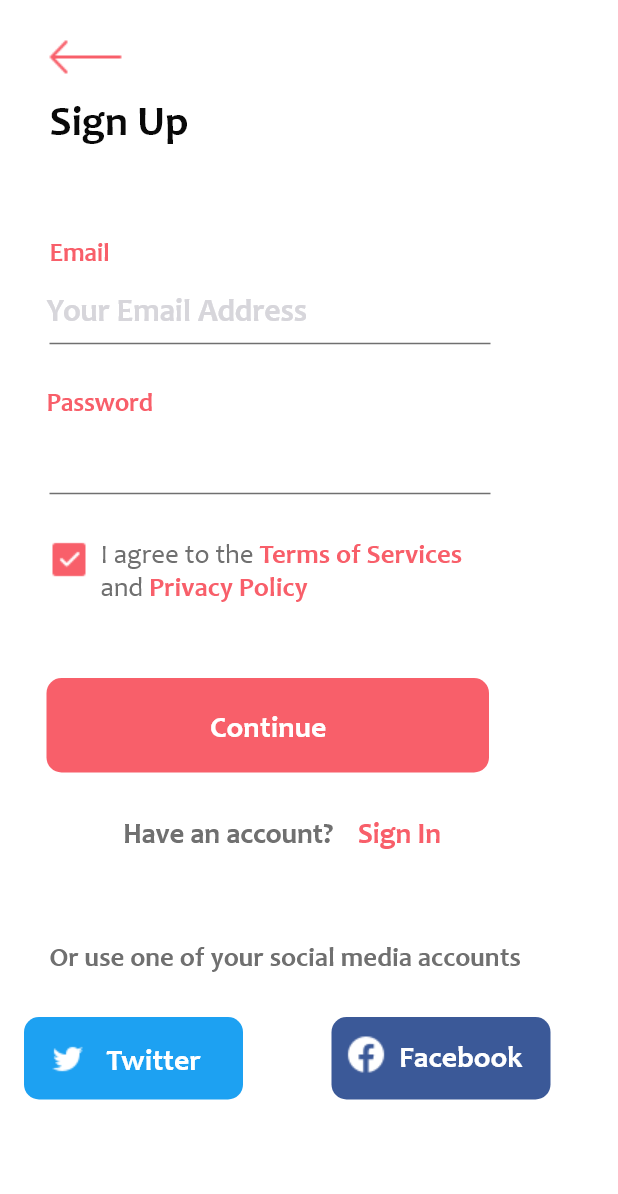 Sign Up
Email
Your Email Address
Password
I agree to the Terms of Services
and Privacy Policy
Continue
Have an account? Sign In
Or use one of your social media accounts
Twitter Facebook